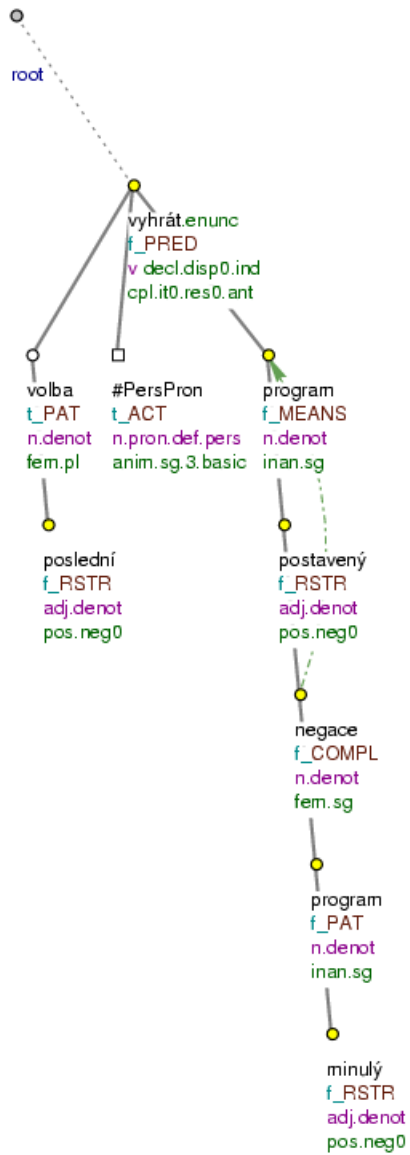 root
vyhrát.enunc
f_PRED
v decl.disp0.ind
cpl.it0.res0.ant
volba
t_PAT
n.denot
fem.pl
#PersPron
t_ACT
n.pron.def.pers
anim.sg.3.basic
program
f_MEANS
n.denot
inan.sg
poslední
f_RSTR
adj.denot
pos.neg0
postavený
f_RSTR
adj.denot
pos.neg0
negace
f_COMPL
n.denot
fem.sg
program
f_PAT
n.denot
inan.sg
minulý
f_RSTR
adj.denot
pos.neg0